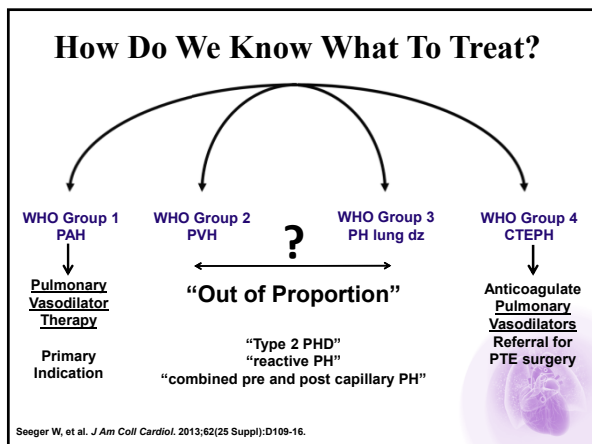 How Do We Know What To Treat?
WHO Group 1
PAH
WHO Group 2
PVH
WHO Group 3
PH lung dz
WHO Group 4
CTEPH
?
Pulmonary
Vasodilator
Therapy
Primary
Indication
“Out of Proportion”
“Type 2 PHD”
“reactive PH”
“combined pre and post capillary PH”
Anticoagulate
Pulmonary
Vasodilators
Referral for
PTE surgery
Seeger W, et al. J Am Coll Cardiol. 2013;62(25 Suppl):D109-16.